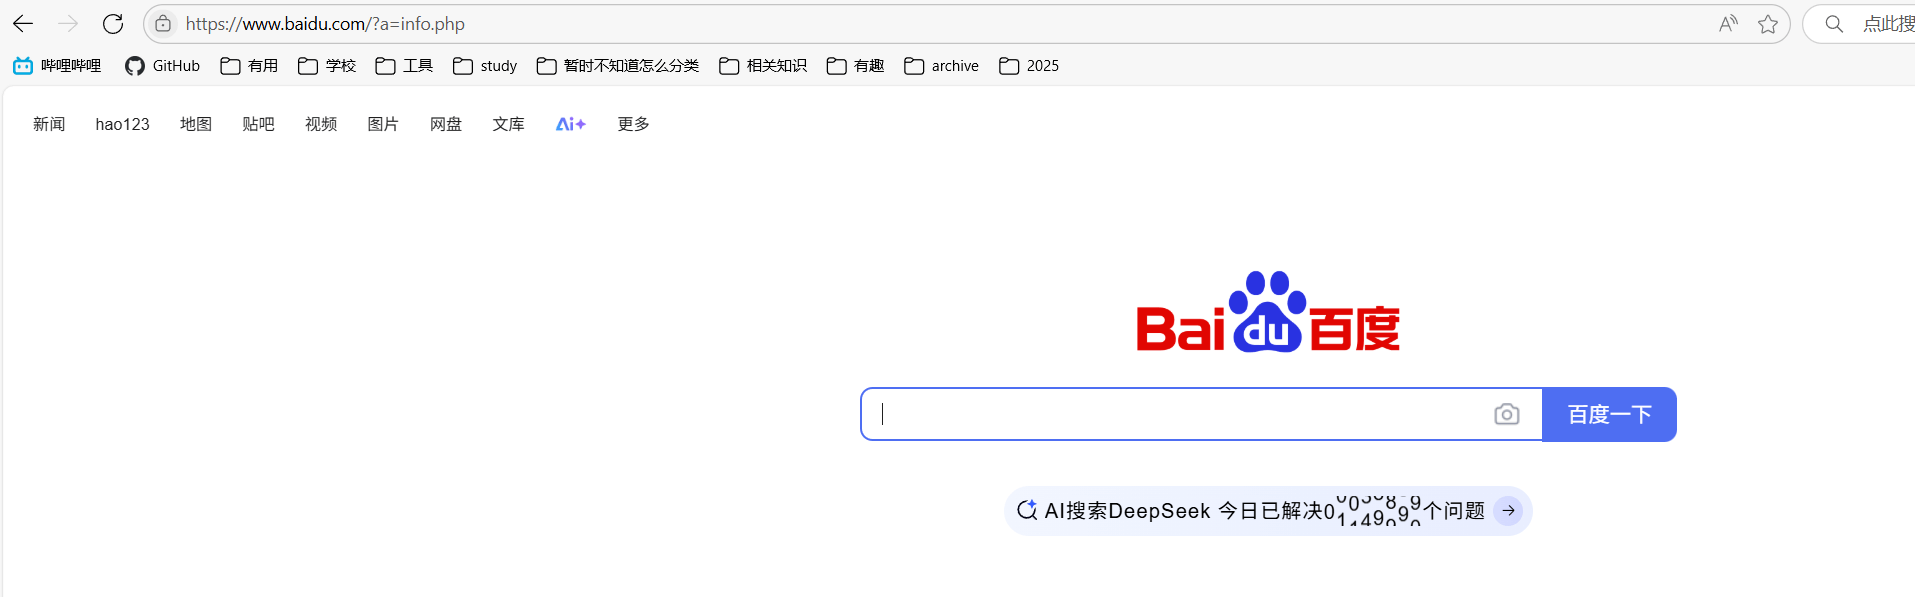 https://www.baidu.com/?a=info.php 点此搜
哔哩哔哩 GitHub 有用 学校 工具 study 暂时不知道怎么分类 相关知识 有趣 archive 2025
新闻 hao123 地图 贴吧 视频 图片 网盘 文库 Ai+ 更多
Bai du 百度
百度一下
AI搜索DeepSeek 今日已解决 个问题